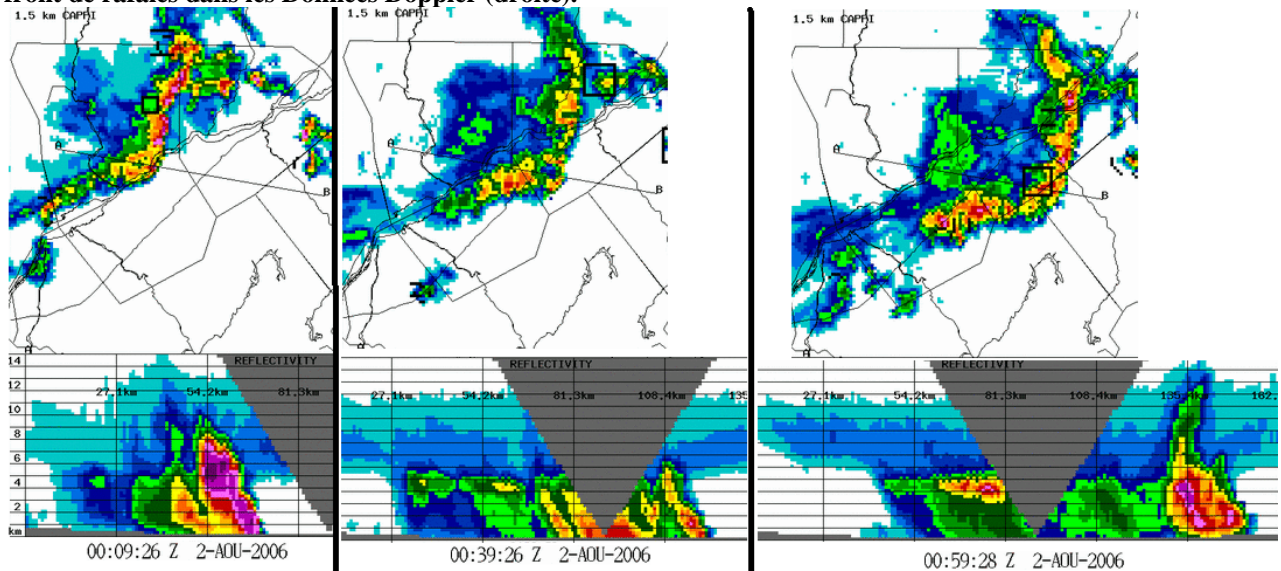 front de rafales dans les Données Doppler (droite).
1.5 km CAPPI
A
B
A
1.5 km CAPPI
A
B
A
1.5 km CAPPI
A
B
A
REFLECTIVITY
14
12
10
8
6
4
2
km
27,1km 54,2km 81,3km
00:09:26 Z 2-AOU-2006
REFLECTIVITY
27,1km 54,2km 81,3km 108,4km 135
00:39:26 Z 2-AOU-2006
REFLECTIVITY
27,1km 54,2km 81,3km 108,4km 135,4km 162,
00:59:28 Z 2-AOU-2006